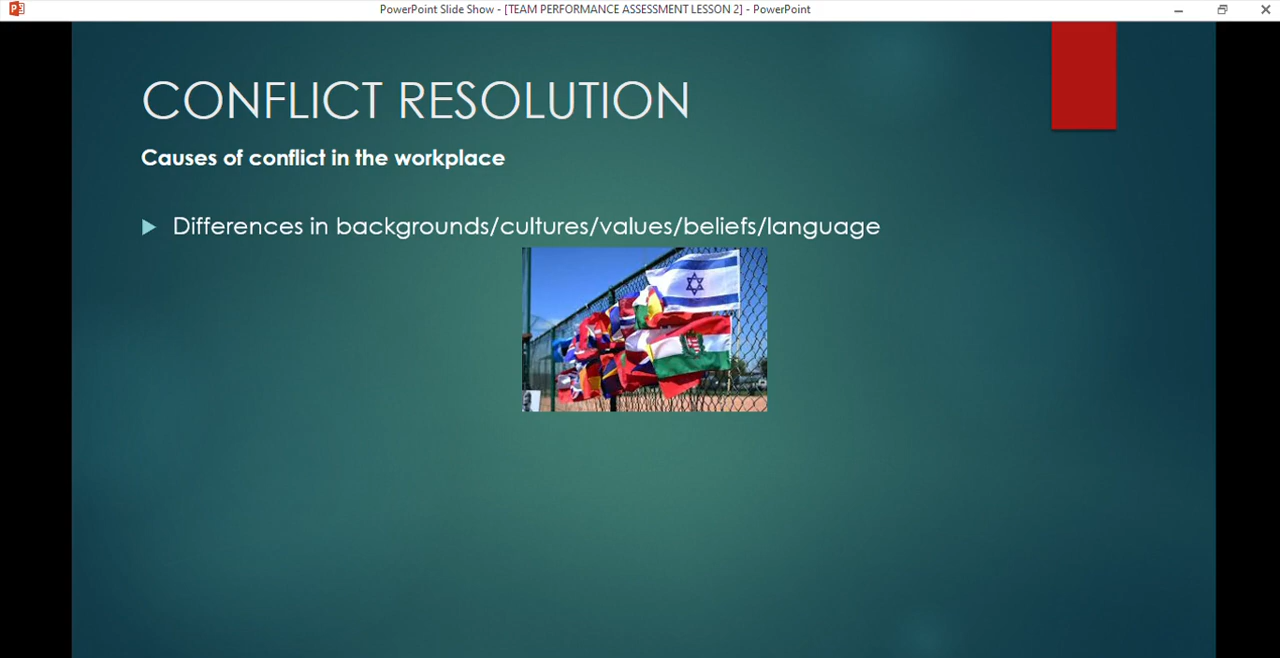 PowerPoint Slide Show - [TEAM PERFORMANCE ASSESSMENT LESSON 2] - PowerPoint
CONFLICT RESOLUTION
Causes of conflict in the workplace
Differences in backgrounds/cultures/values/beliefs/language